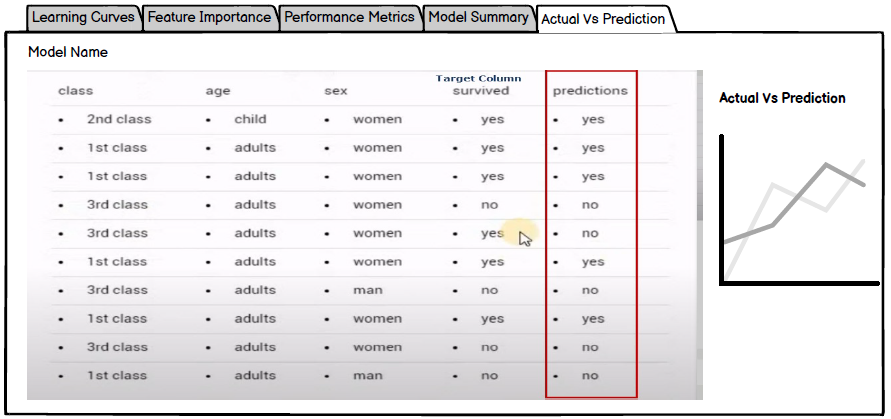 Learning Curves Feature Importance Performance Metrics Model Summary Actual Vs Prediction
Model Name
Target Column
class age sex survived predictions
• 2nd class • child • women • yes • yes
• 1st class • adults • women • yes • yes
• 1st class • adults • women • yes • yes
• 3rd class • adults • women • no • no
• 3rd class • adults • women • yes • no
• 1st class • adults • women • yes • yes
• 3rd class • adults • man • no • no
• 1st class • adults • women • yes • yes
• 3rd class • adults • women • no • no
• 1st class • adults • man • no • no
Actual Vs Prediction